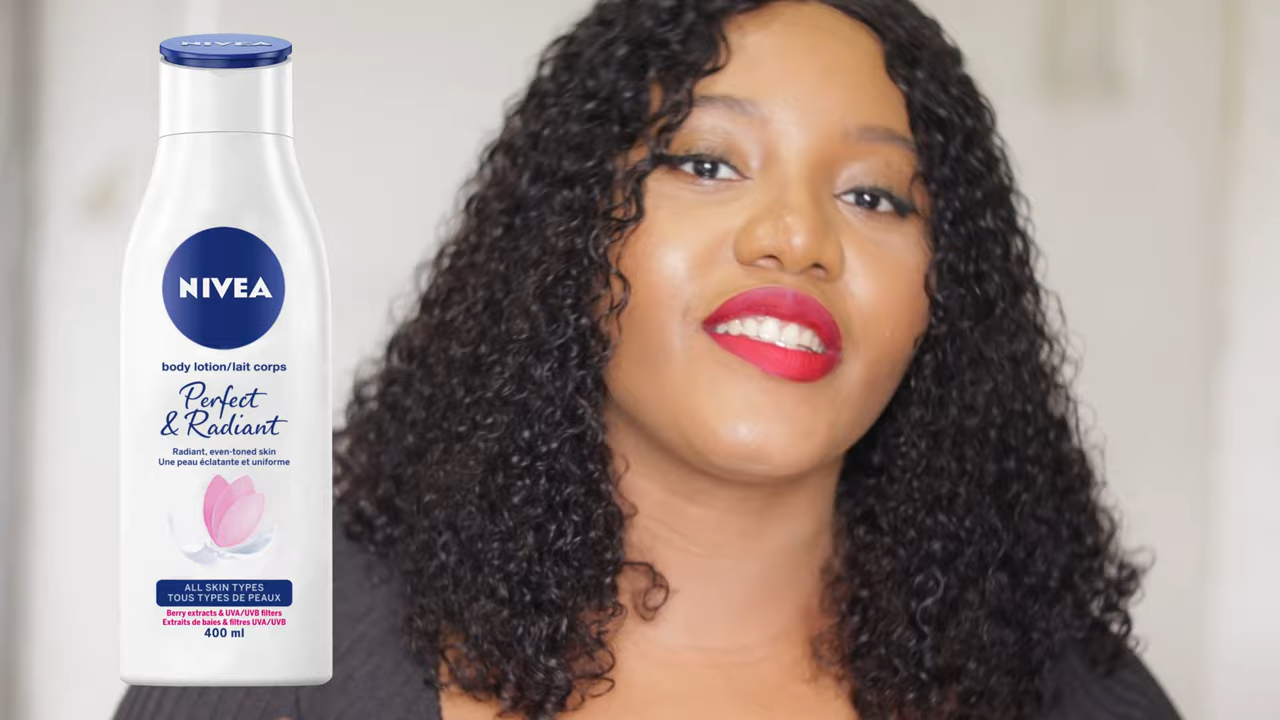 NIVEA
NIVEA
body lotion/lait corps
Perfect
& Radiant
Radiant, even-toned skin
Une peau éclatante et uniforme
ALL SKIN TYPES
TOUS TYPES DE PEAUX
Berry extracts & UVA/UVB filters
Extraits de baies & filtres UVA/UVB
400 ml